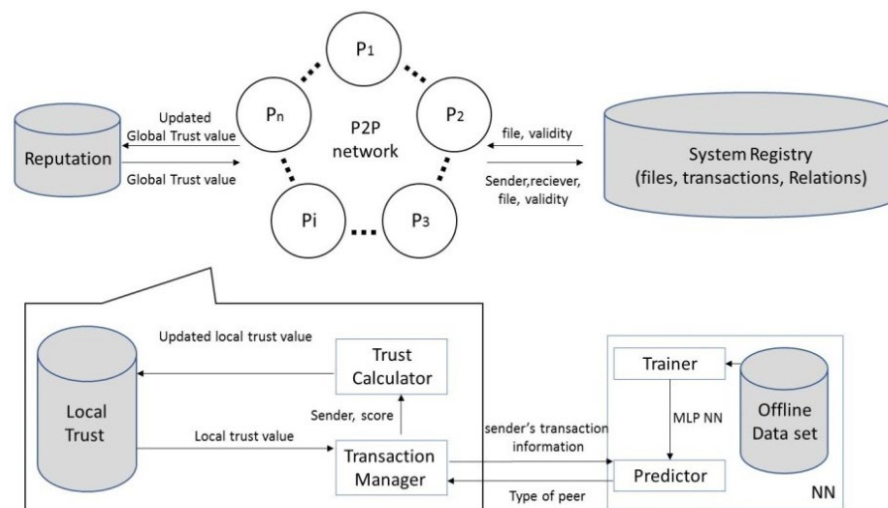 P1
Pn
P2
P2P
network
Pi
P3
Updated
Global Trust value
Reputation
Global Trust value
file, validity
Sender,reciever,
file, validity
System Registry
(files, transactions, Relations)
Updated local trust value
Trust
Calculator
Local
Trust
Sender, score
Local trust value
Transaction
Manager
sender's transaction
information
Type of peer
Trainer
MLP NN
Predictor
Offline
Data set
NN